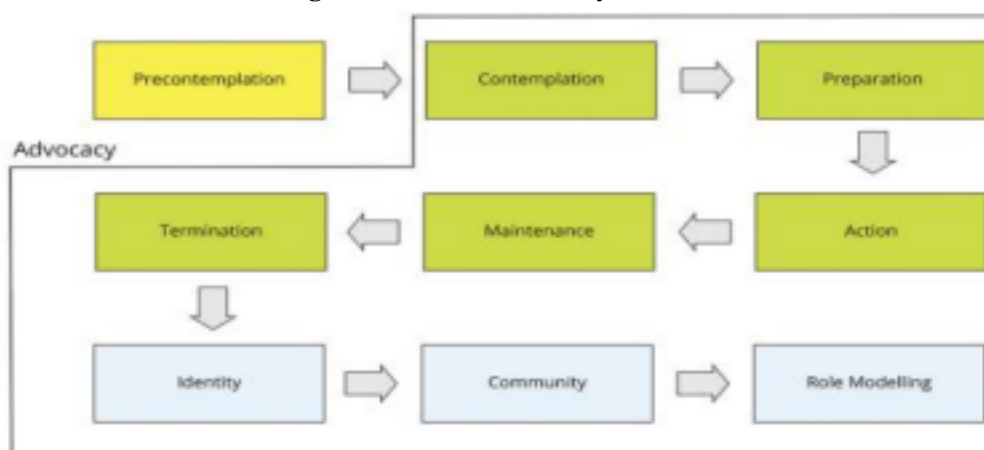 Precontemplation
Contemplation
Preparation
Advocacy
Termination
Maintenance
Action
Identity
Community
Role Modelling